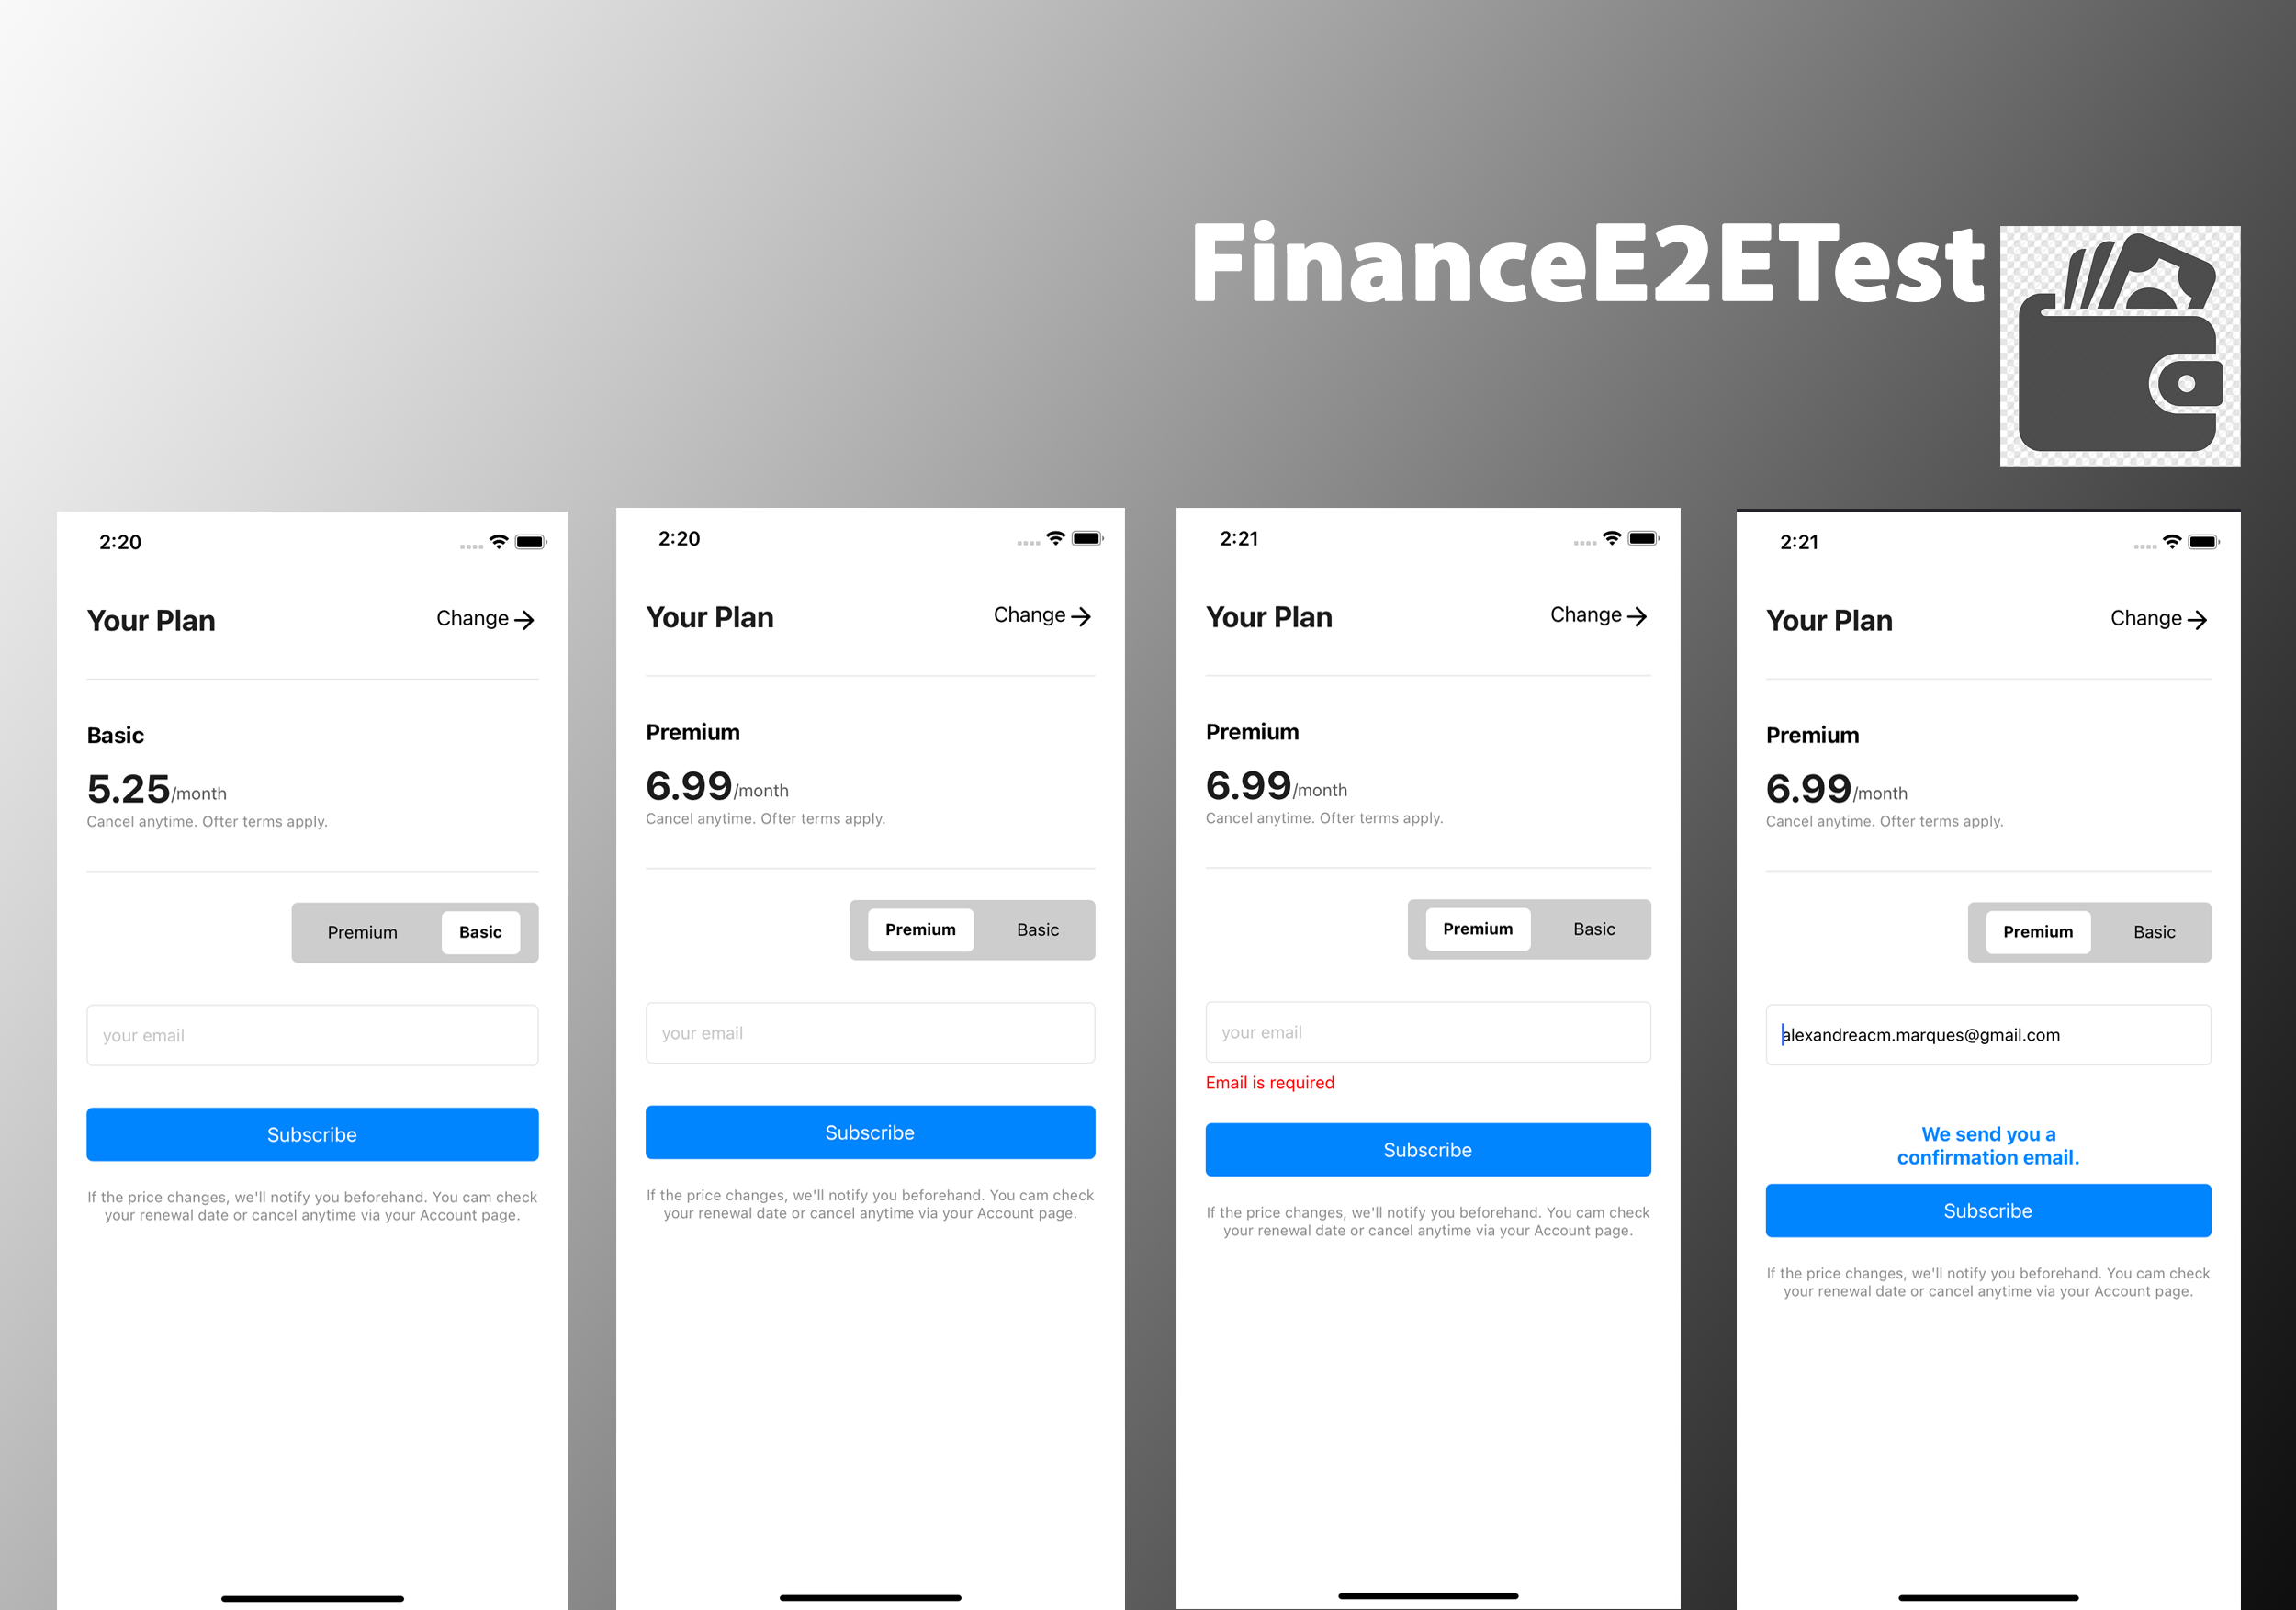 FinanceE2ETest
2:20
Your Plan
Change
Basic
5.25/month
Cancel anytime. Ofter terms apply.
Premium
Basic
your email
Subscribe
If the price changes, we'll notify you beforehand. You cam check
your renewal date or cancel anytime via your Account page.
2:20
Your Plan
Change
Premium
6.99/month
Cancel anytime. Ofter terms apply.
Premium
Basic
your email
Subscribe
If the price changes, we'll notify you beforehand. You cam check
your renewal date or cancel anytime via your Account page.
2:21
Your Plan
Change
Premium
6.99/month
Cancel anytime. Ofter terms apply.
Premium
Basic
your email
Email is required
Subscribe
If the price changes, we'll notify you beforehand. You cam check
your renewal date or cancel anytime via your Account page.
2:21
Your Plan
Change
Premium
6.99/month
Cancel anytime. Ofter terms apply.
Premium
Basic
alexandreacm.marques@gmail.com
We send you a
confirmation email.
Subscribe
If the price changes, we'll notify you beforehand. You cam check
your renewal date or cancel anytime via your Account page.